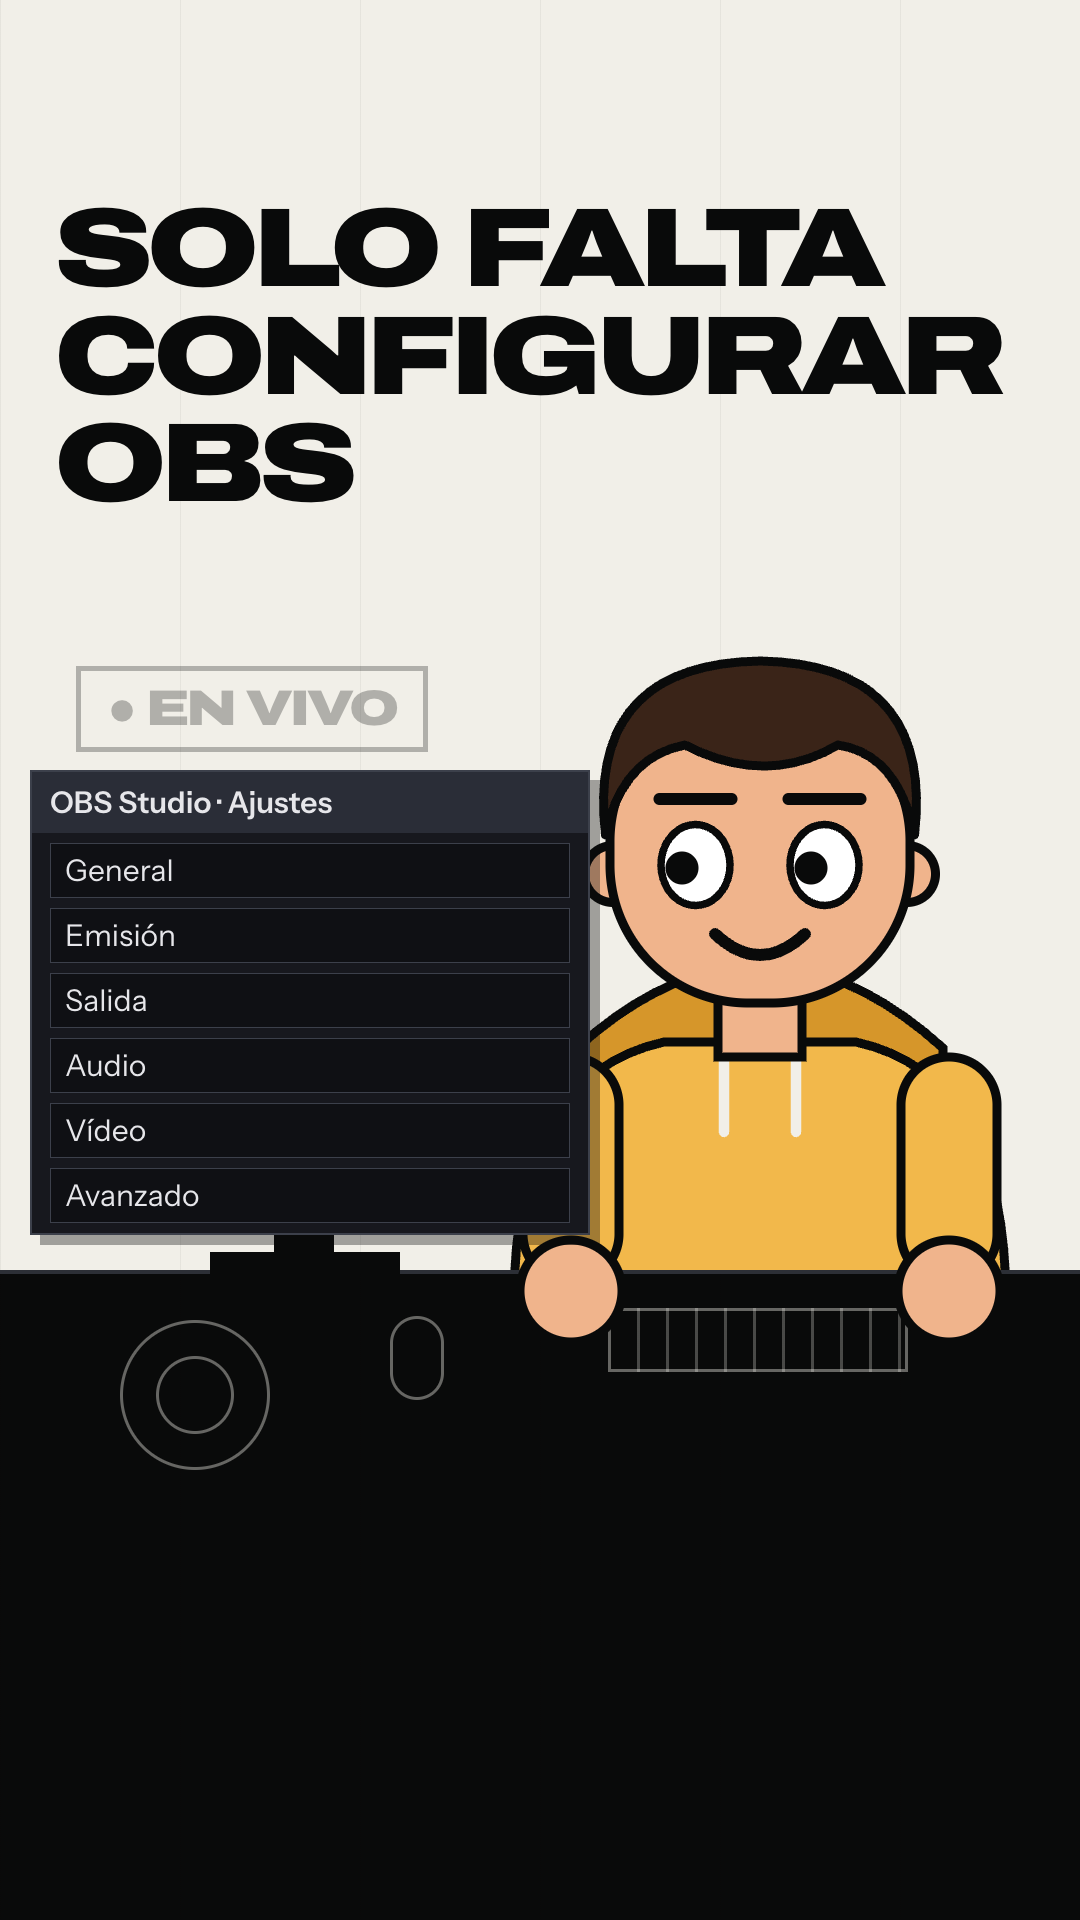 SOLO FALTA
CONFIGURAR
OBS
● EN VIVO
OBS Studio · Ajustes
General
Emisión
Salida
Audio
Vídeo
Avanzado